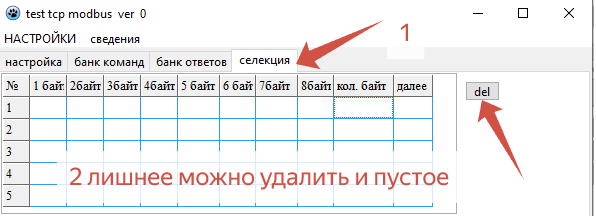 test tcp modbus ver 0
НАСТРОЙКИ сведения
1
настройка банк команд банк ответов селекция
№ 1 байт 2байт 3байт 4байт 5 байт 6 бай 7байт 8байт кол. байт далее
del
1
2
3
4
2 лишнее можно удалить и пустое
5